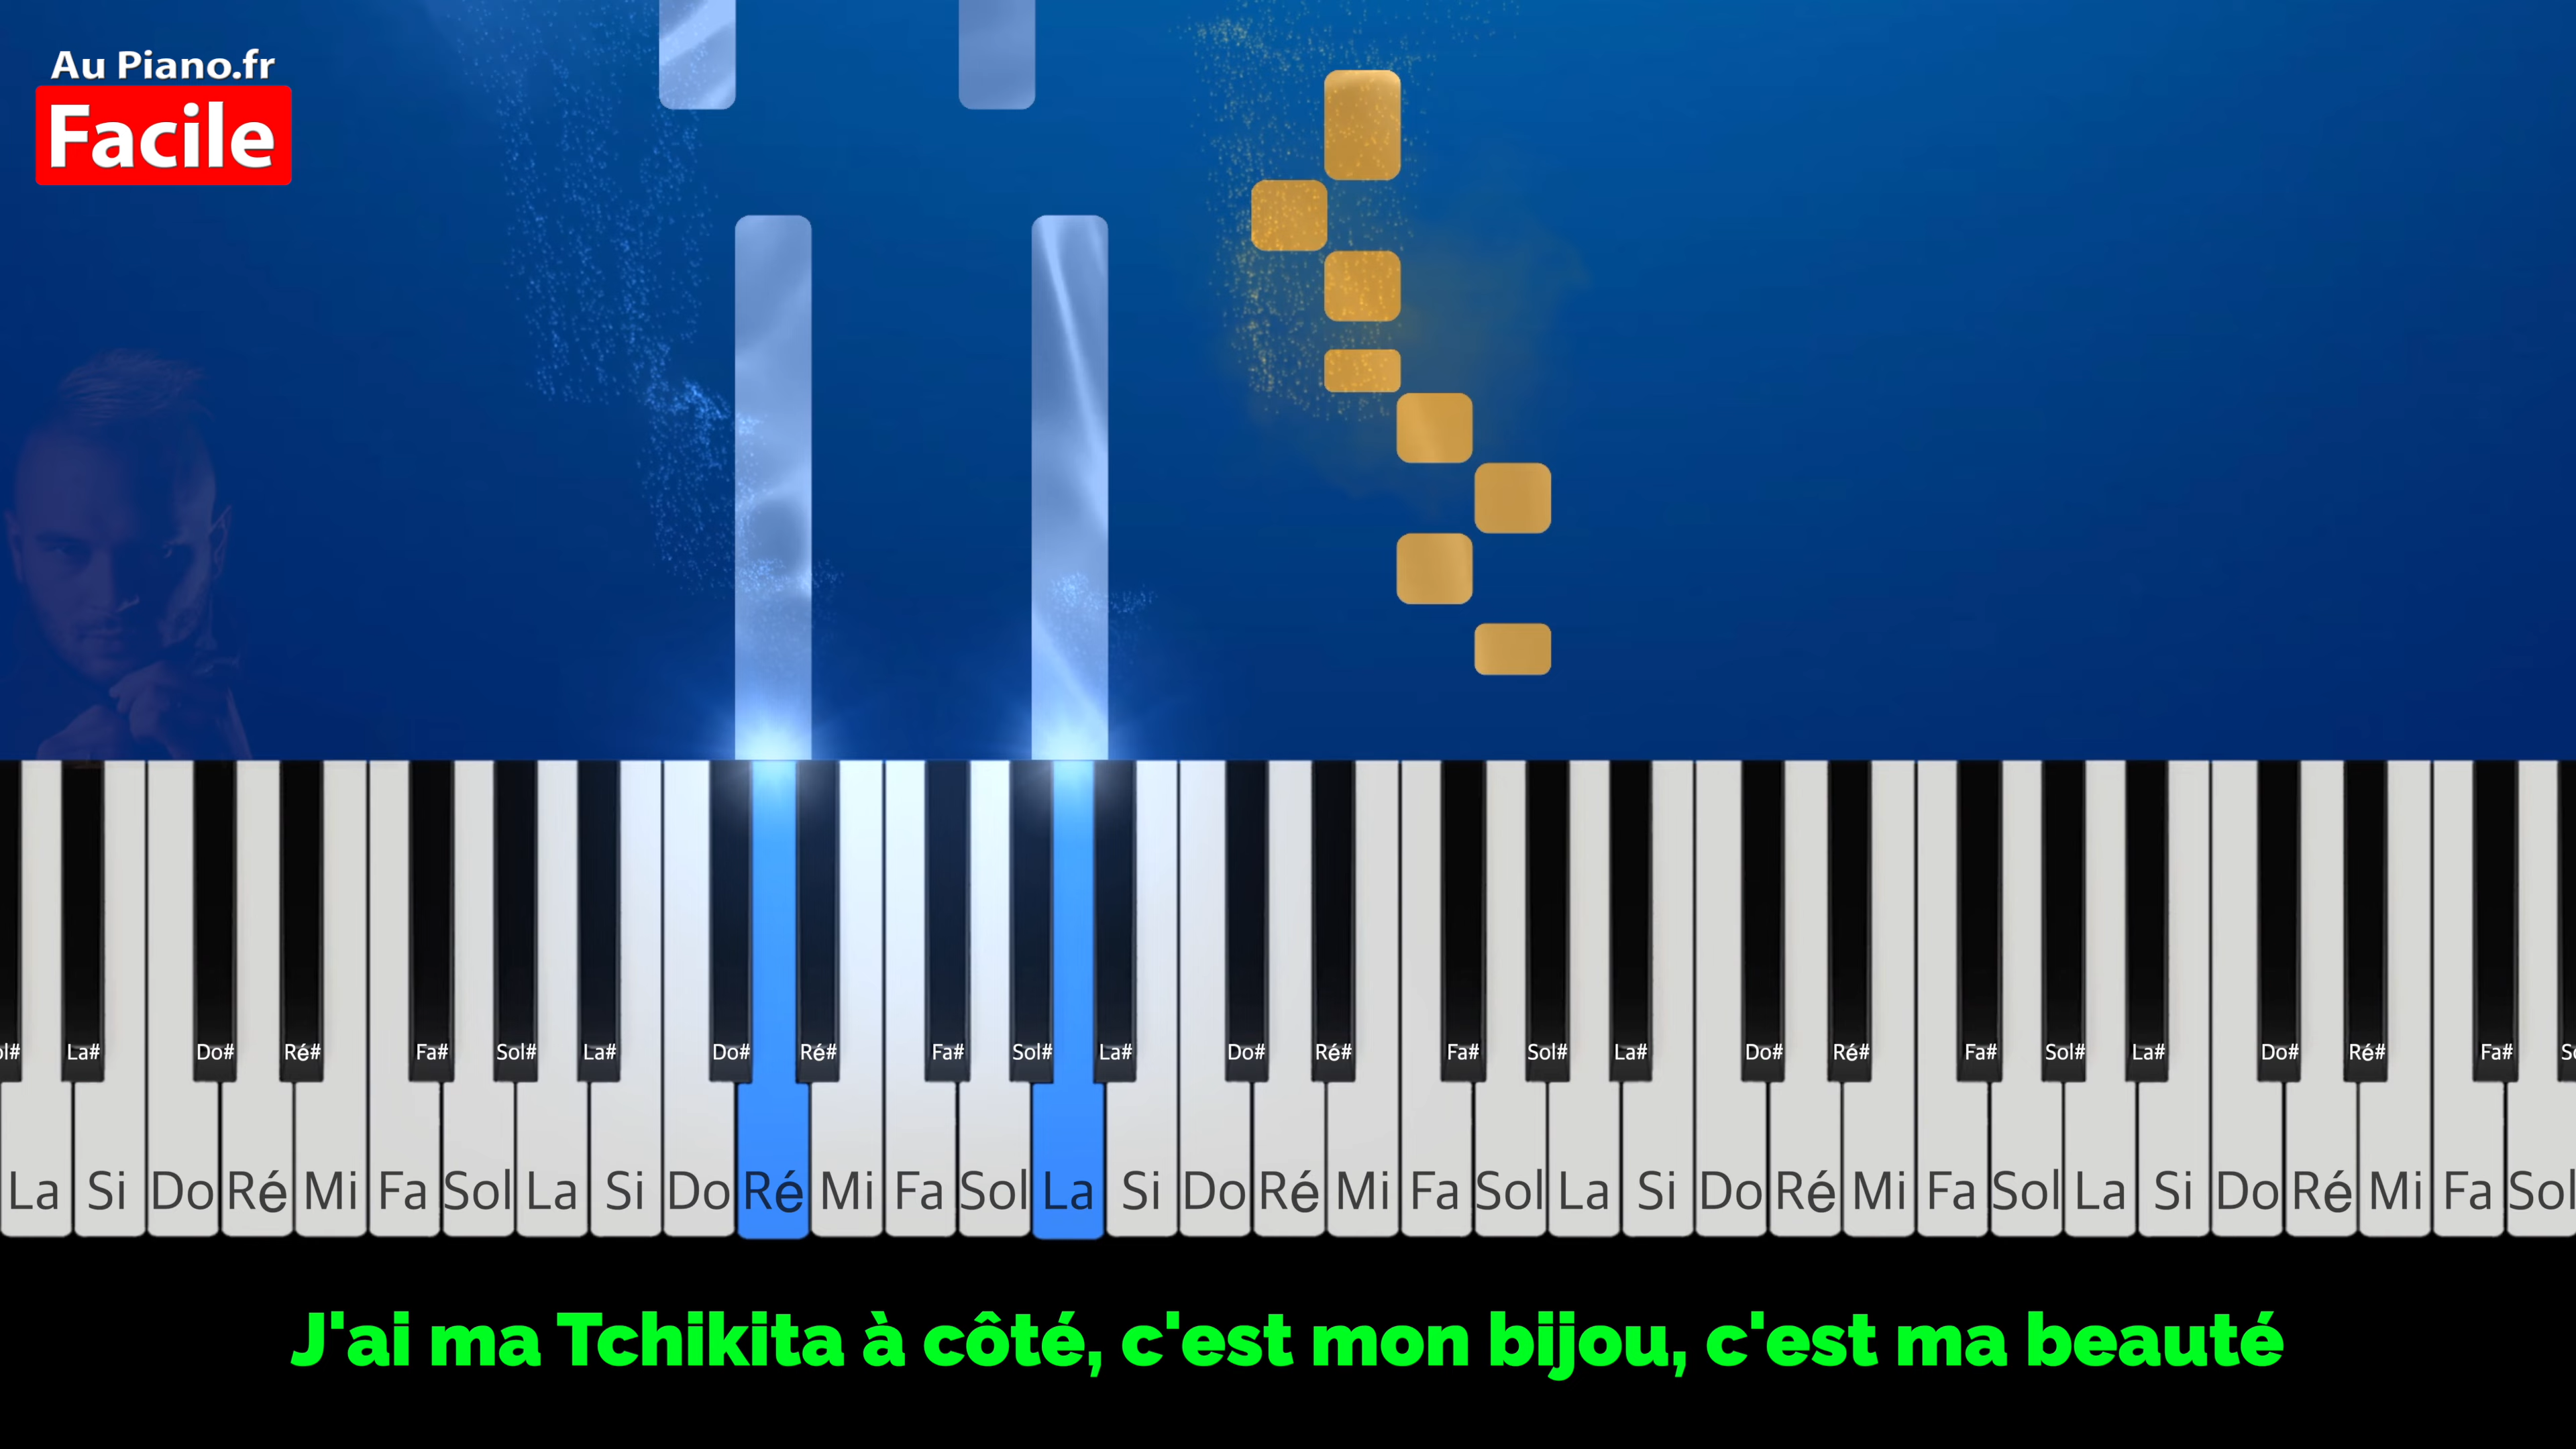 Au Piano.fr
Facile
La# Do# Ré# Fa# Sol# La# Do# Ré# Fa# Sol# La# Do# Ré# Fa# Sol# La# Do# Ré# Fa# Sol# La# Do# Ré# Fa#
La Si Do Ré Mi Fa Sol La Si Do Ré Mi Fa Sol La Si Do Ré Mi Fa Sol La Si Do Ré Mi Fa Sol La Si Do Ré Mi Fa Sol
J'ai ma Tchikita à côté, c'est mon bijou, c'est ma beauté